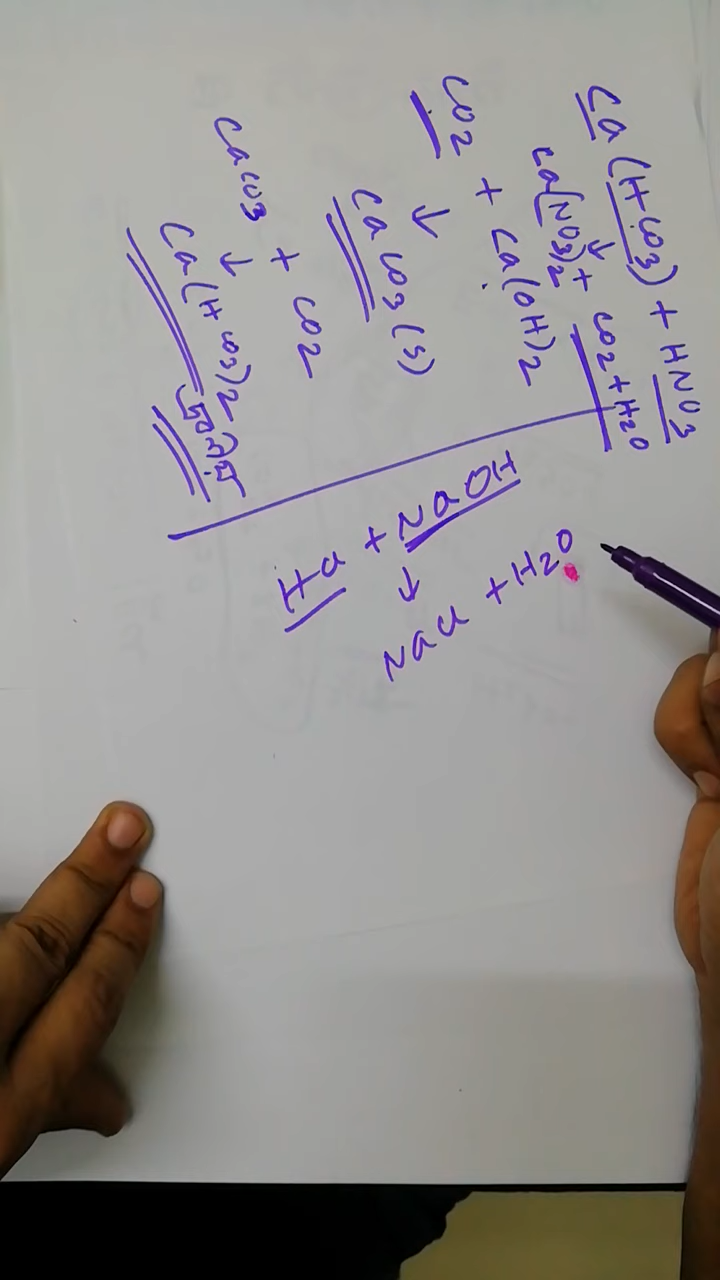 Ca(HCO3) + HNO3
↓
Ca(NO3)2 + CO2 + H2O
CO2 + Ca(OH)2
↓
CaCO3(s)
CaCO3 + CO2
↓
Ca(HCO3)2
HCl + NaOH
↓
NaCl + H2O